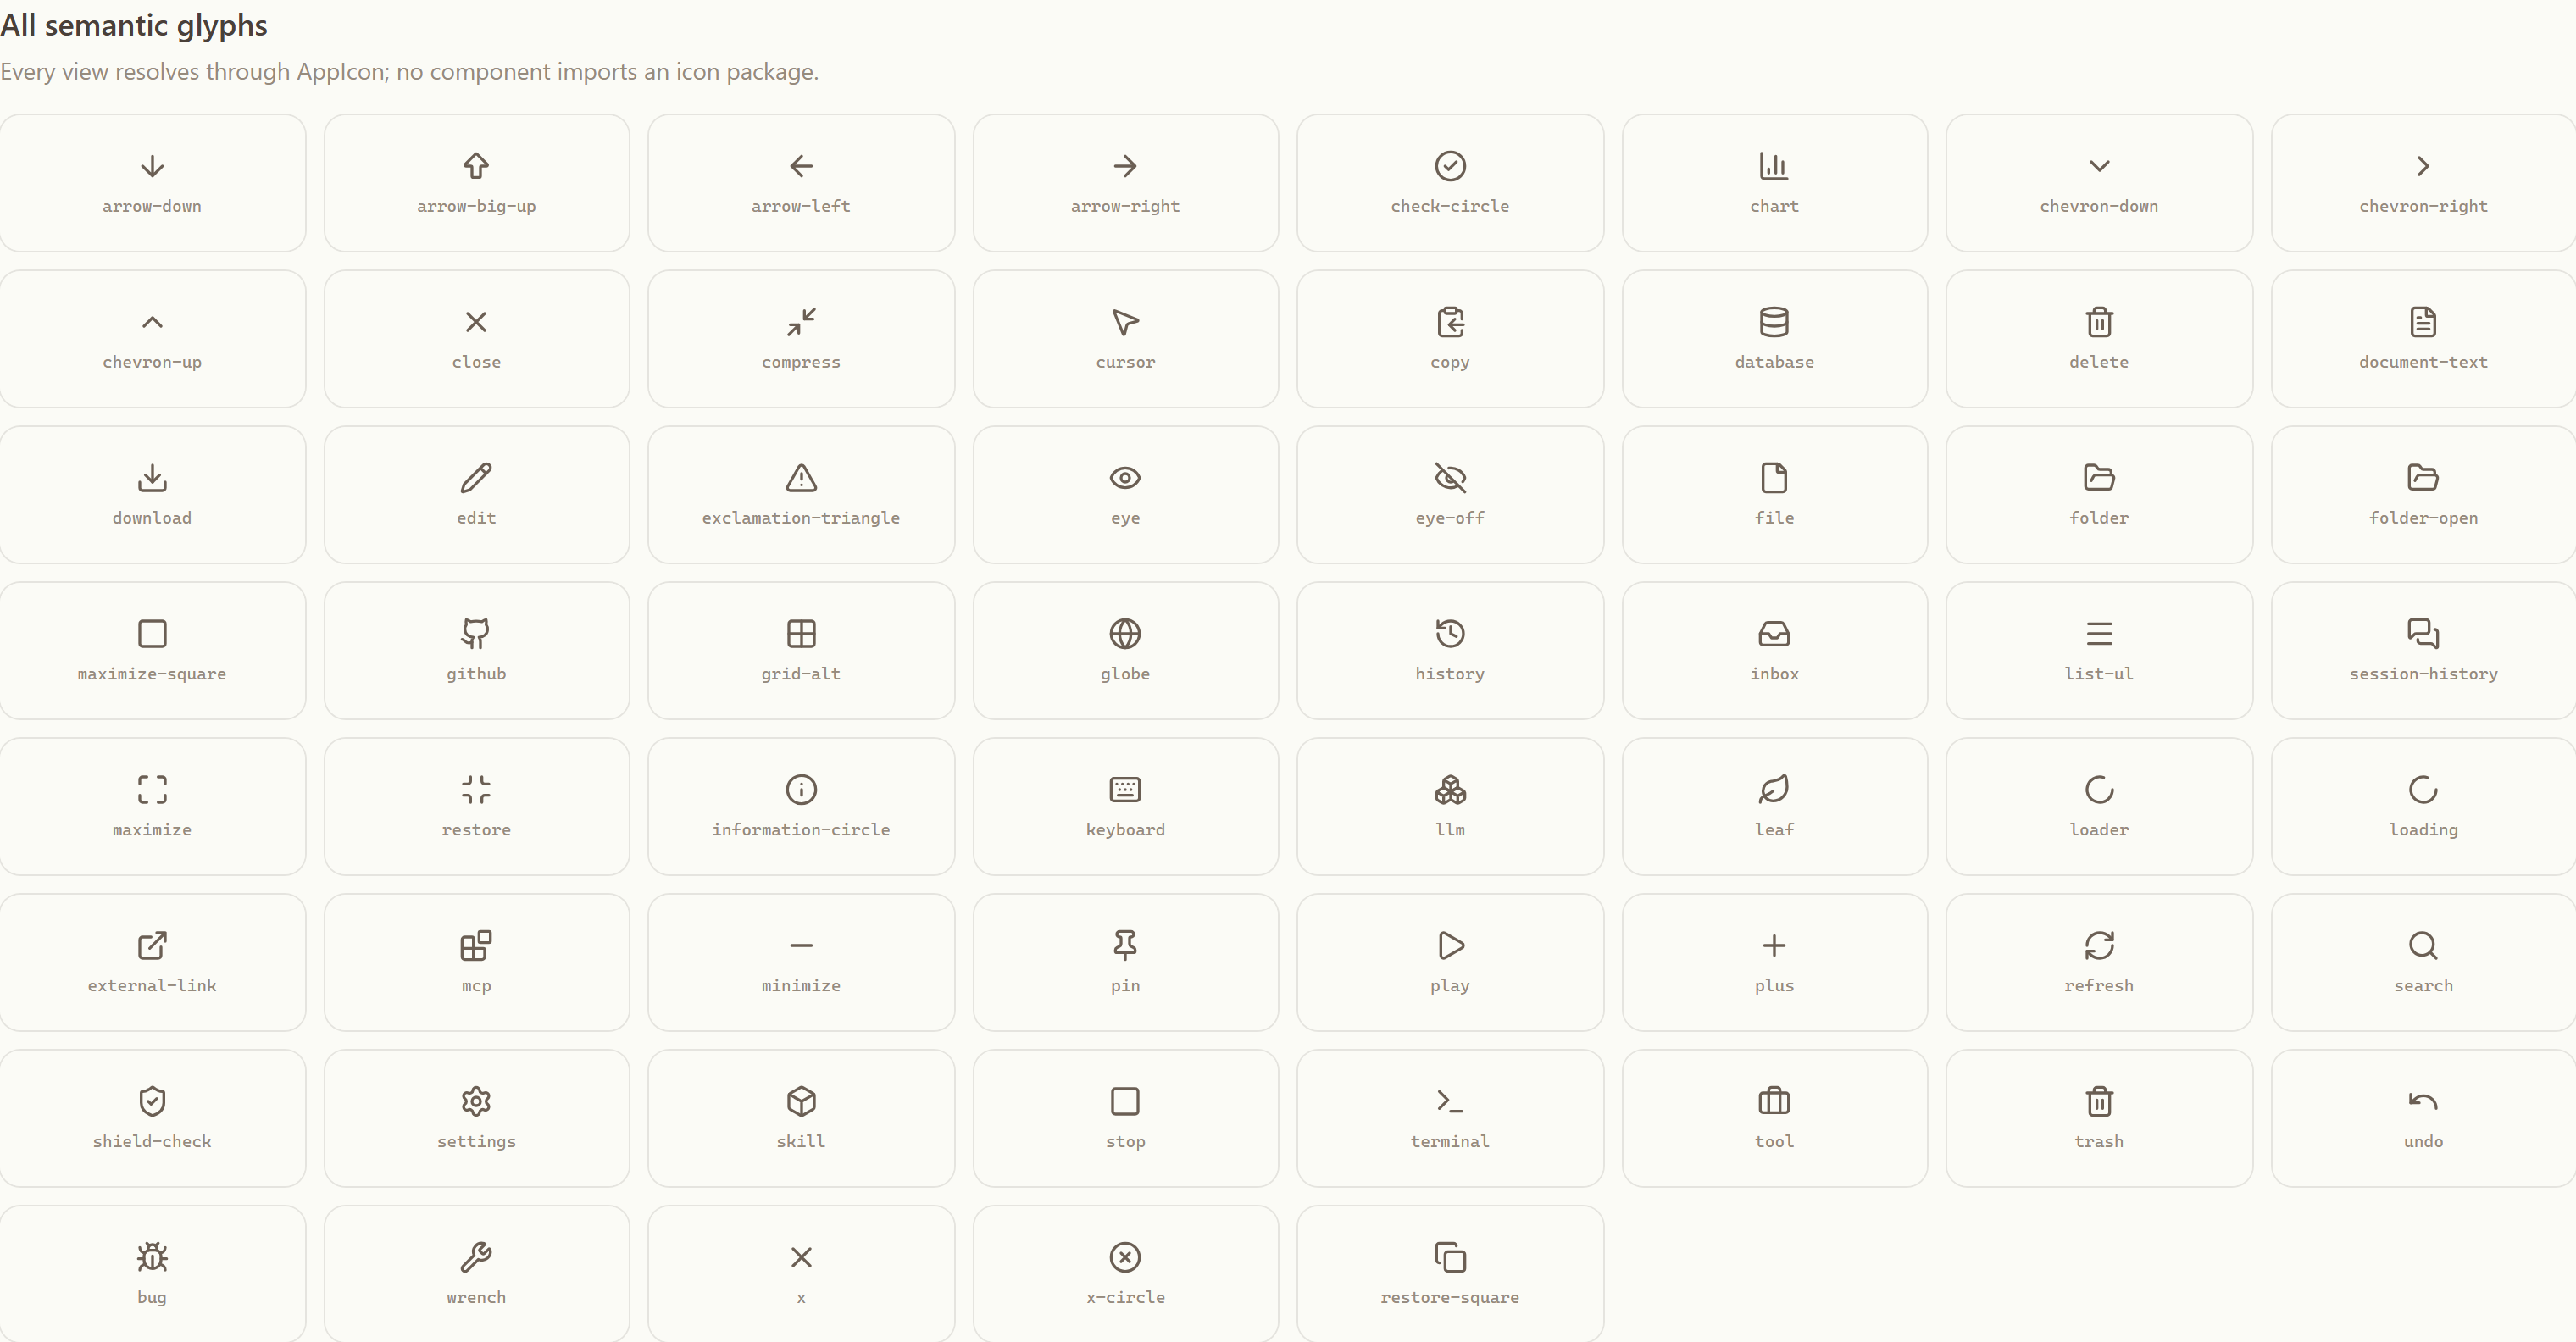 All semantic glyphs
Every view resolves through AppIcon; no component imports an icon package.
arrow-down
arrow-big-up
arrow-left
arrow-right
check-circle
chart
chevron-down
chevron-right
chevron-up
close
compress
cursor
copy
database
delete
document-text
download
edit
exclamation-triangle
eye
eye-off
file
folder
folder-open
maximize-square
github
grid-alt
globe
history
inbox
list-ul
session-history
maximize
restore
information-circle
keyboard
llm
leaf
loader
loading
external-link
mcp
minimize
pin
play
plus
refresh
search
shield-check
settings
skill
stop
terminal
tool
trash
undo
bug
wrench
x
x-circle
restore-square